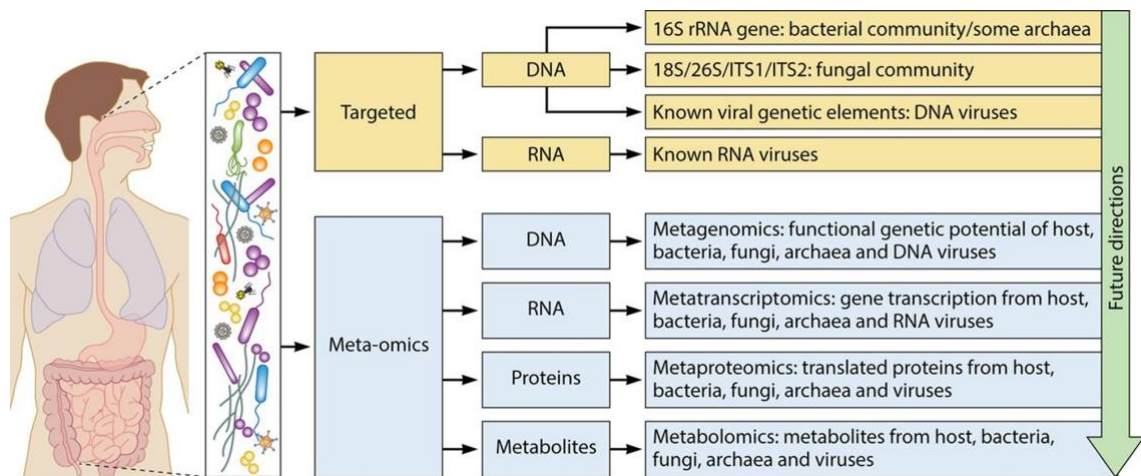 16S rRNA gene: bacterial community/some archaea
DNA
18S/26S/ITS1/ITS2: fungal community
Targeted
Known viral genetic elements: DNA viruses
RNA
Known RNA viruses
DNA
Metagenomics: functional genetic potential of host,
bacteria, fungi, archaea and DNA viruses
RNA
Metatranscriptomics: gene transcription from host,
bacteria, fungi, archaea and RNA viruses
Meta-omics
Proteins
Metaproteomics: translated proteins from host,
bacteria, fungi, archaea and viruses
Metabolites
Metabolomics: metabolites from host, bacteria,
fungi, archaea and viruses
Future directions